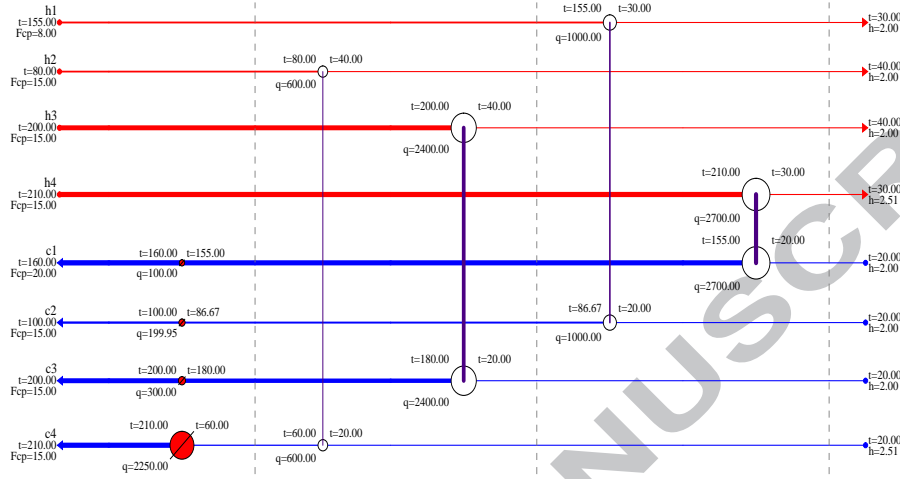 h1
t=155.00
Fcp=8.00
t=155.00 t=30.00
q=1000.00
t=30.00
h=2.00
h2
t=80.00
Fcp=15.00
t=80.00 t=40.00
q=600.00
t=40.00
h=2.00
h3
t=200.00
Fcp=15.00
t=200.00 t=40.00
q=2400.00
t=40.00
h=2.00
h4
t=210.00
Fcp=15.00
t=210.00 t=30.00
q=2700.00
t=30.00
h=2.51
c1
t=160.00
Fcp=20.00
t=160.00 t=155.00
q=100.00
t=155.00 t=20.00
q=2700.00
t=20.00
h=2.00
c2
t=100.00
Fcp=15.00
t=100.00 t=86.67
q=199.95
t=86.67 t=20.00
q=1000.00
t=20.00
h=2.00
c3
t=200.00
Fcp=15.00
t=200.00 t=180.00
q=300.00
t=180.00 t=20.00
q=2400.00
t=20.00
h=2.00
c4
t=210.00
Fcp=15.00
t=210.00 t=60.00
q=2250.00
t=60.00 t=20.00
q=600.00
t=20.00
h=2.51
NUSCR